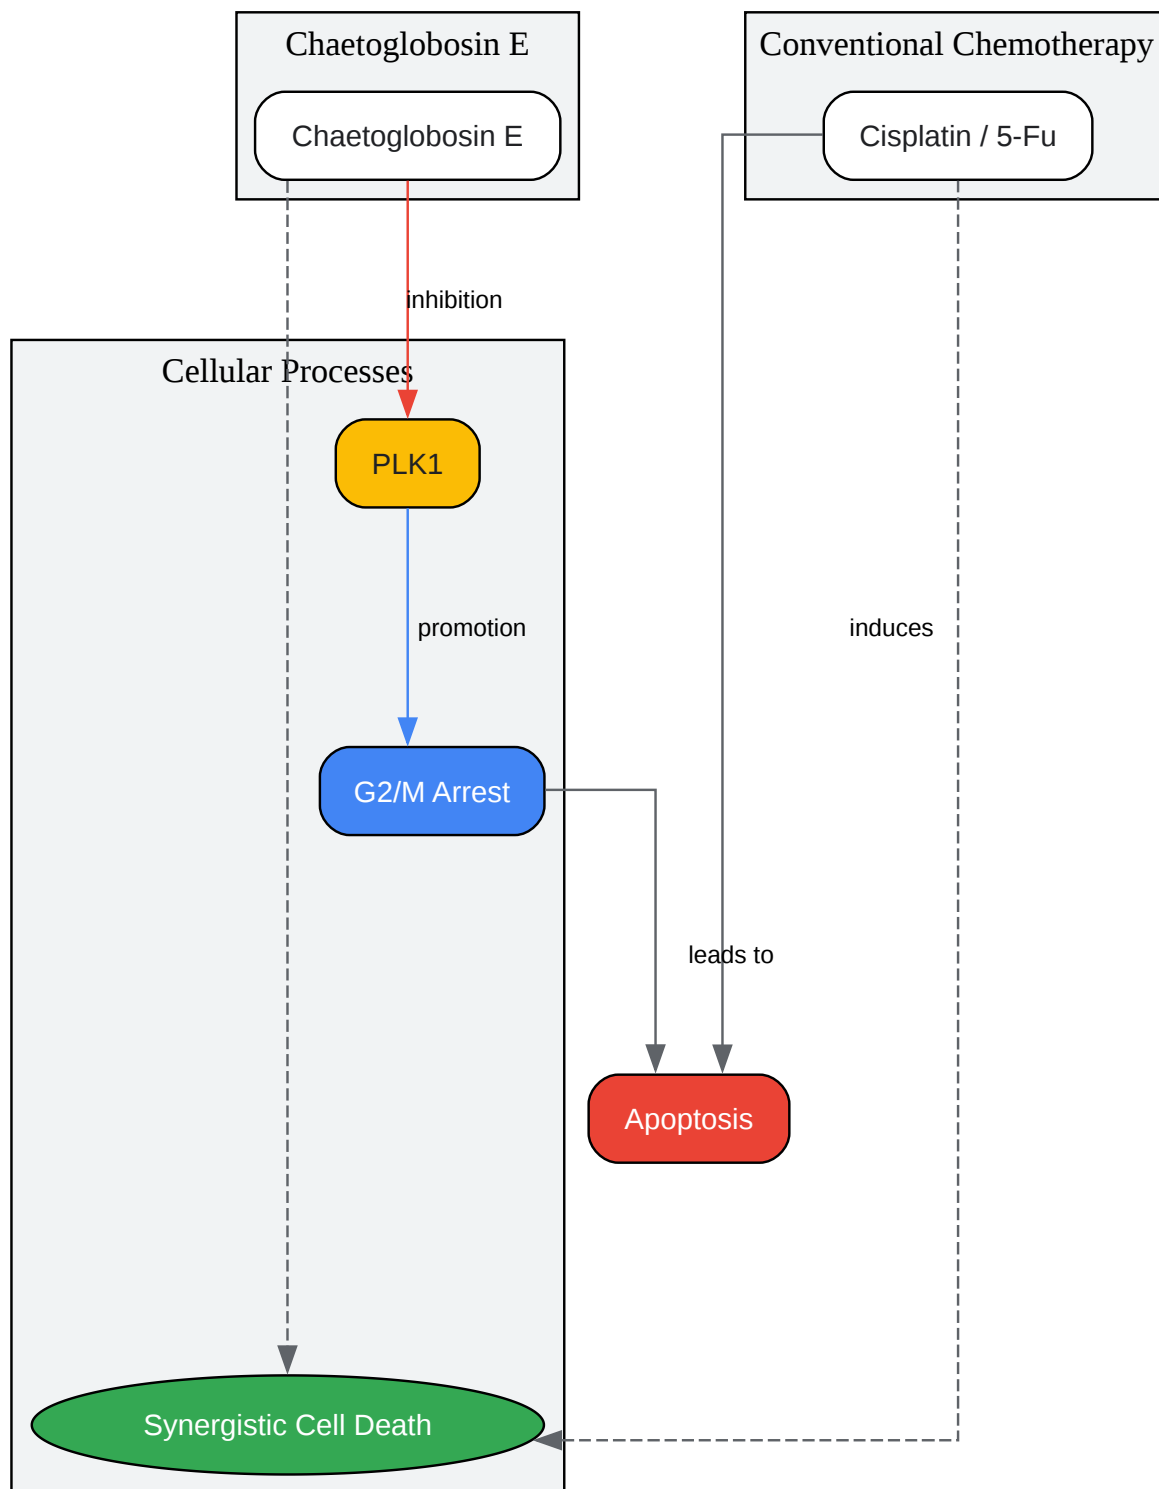 Chaetoglobosin E
Conventional Chemotherapy
Chaetoglobosin E
Cisplatin / 5-Fu
inhibition
Cellular Processes
PLK1
promotion
induces
G2/M Arrest
leads to
Apoptosis
Synergistic Cell Death